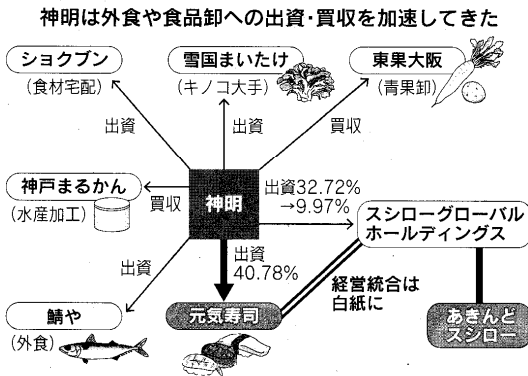 神明は外食や食品卸への出資・買収を加速してきた
ショクブン
(食材宅配)
雪国まいたけ
(キノコ大手)
東果大阪
(青果卸)
出資
出資
買収
神戸まるかん
(水産加工)
買収
神明
出資32.72%
→9.97%
スシローグローバル
ホールディングス
出資
出資
40.78%
経営統合は
白紙に
鯖や
(外食)
元気寿司
あきんど
スシロー